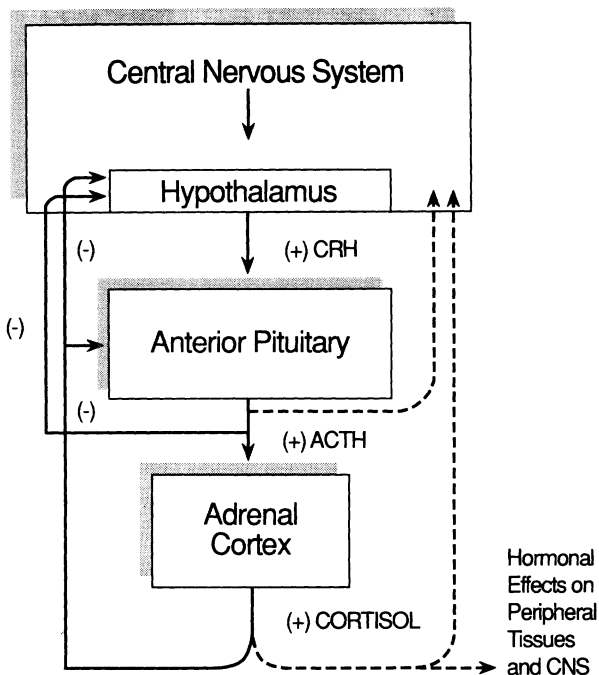 Central Nervous System
Hypothalamus
(-)
(+) CRH
(-)
Anterior Pituitary
(-)
(+) ACTH
Adrenal
Cortex
(+) CORTISOL
Hormonal
Effects on
Peripheral
Tissues
and CNS